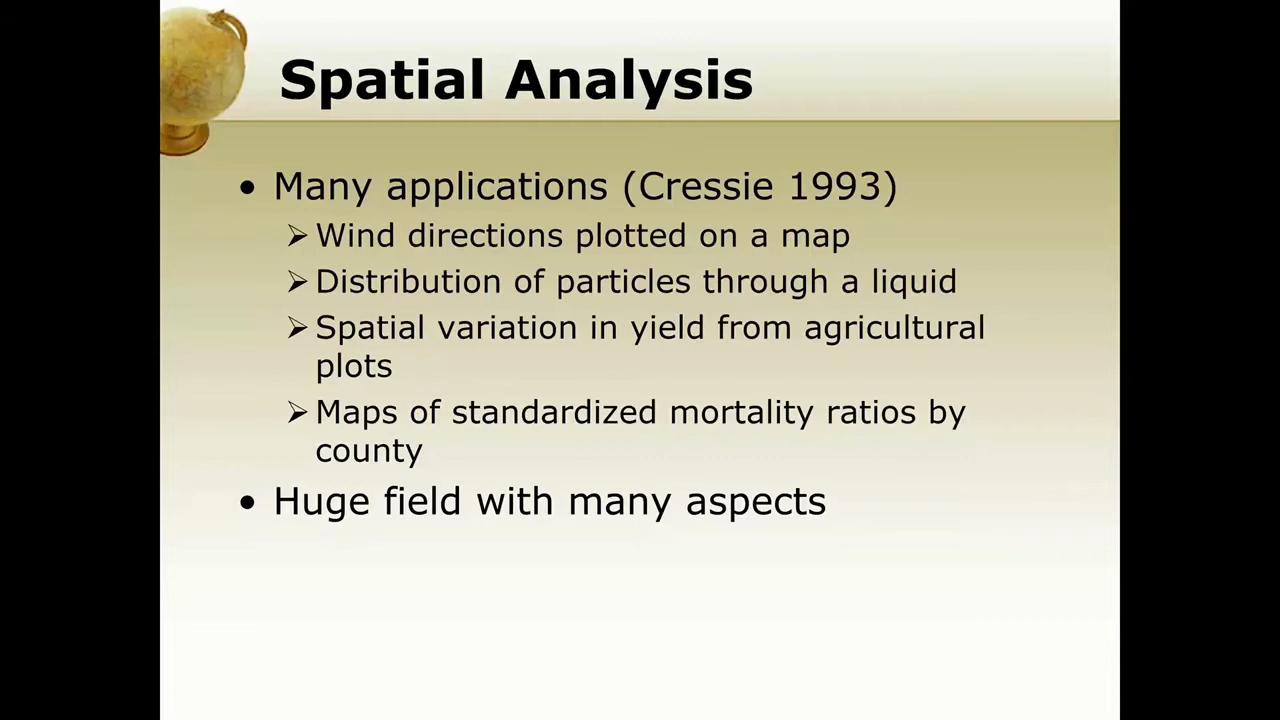 Spatial Analysis
• Many applications (Cressie 1993)
➢ Wind directions plotted on a map
➢ Distribution of particles through a liquid
➢ Spatial variation in yield from agricultural
plots
➢ Maps of standardized mortality ratios by
county
• Huge field with many aspects